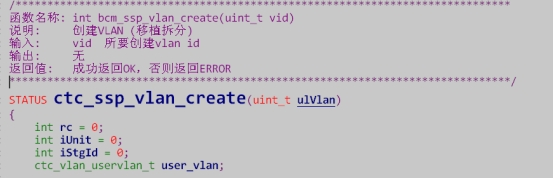 /***********************************************************************
函数名称: int bcm_ssp_vlan_create(uint_t vid)
说明: 创建VLAN (移植拆分)
输入: vid 所要创建vlan id
输出: 无
返回值: 成功返回OK，否则返回ERROR
***********************************************************************/
STATUS ctc_ssp_vlan_create(uint_t ulVlan)
{
int rc = 0;
int iUnit = 0;
int iStgId = 0;
ctc_vlan_uservlan_t user_vlan;